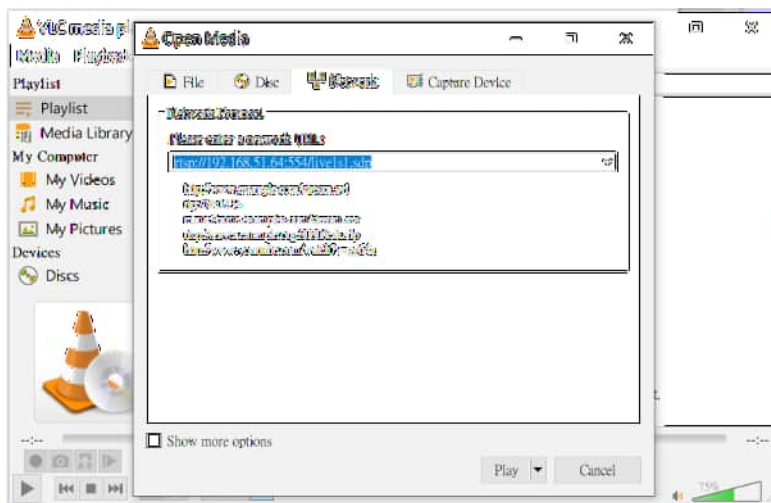 VLC media pl
Media Playback
Open Media
File Disc Network Capture Device
Playlist
Playlist
Media Library
My Computer
My Videos
My Music
My Pictures
Devices
Discs
Network Protocol
Please enter a network URL:
rtsp://192.168.51.64:554/live1s1.sdp
Show more options
Play Cancel
--:--
--:--
75%